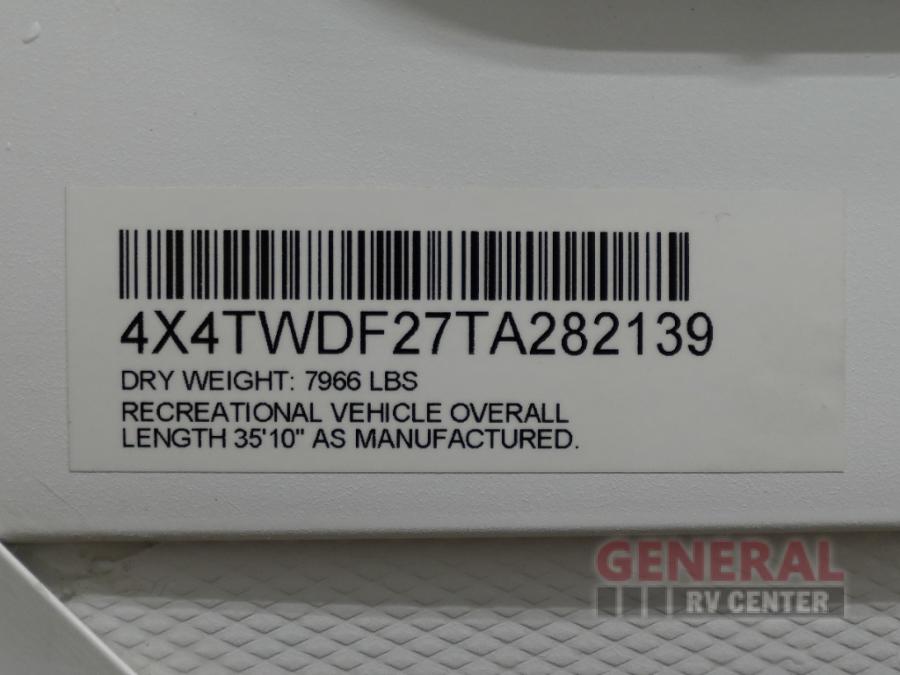 4X4TWDF27TA282139
DRY WEIGHT: 7966 LBS
RECREATIONAL VEHICLE OVERALL
LENGTH 35'10" AS MANUFACTURED.
GENERAL
RV CENTER